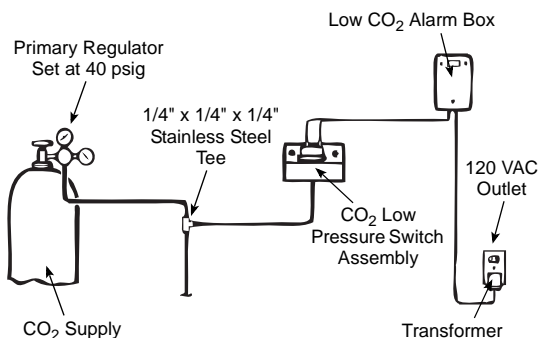 Low CO₂ Alarm Box
Primary Regulator
Set at 40 psig
1/4" x 1/4" x 1/4"
Stainless Steel
Tee
120 VAC
Outlet
CO₂ Low
Pressure Switch
Assembly
CO₂ Supply
Transformer